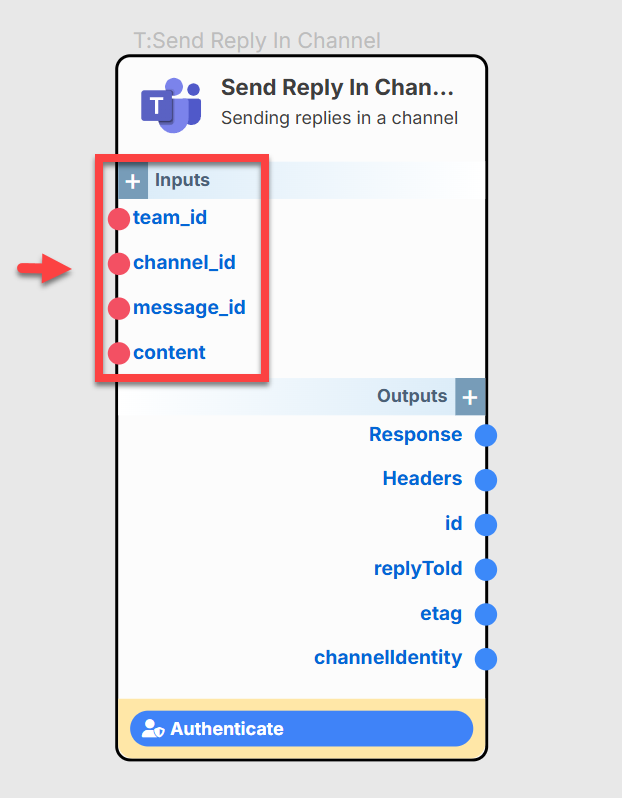 T:Send Reply In Channel
T
Send Reply In Chan...
Sending replies in a channel
+ Inputs
team_id
channel_id
message_id
content
Outputs +
Response
Headers
id
replyToId
etag
channelIdentity
Authenticate